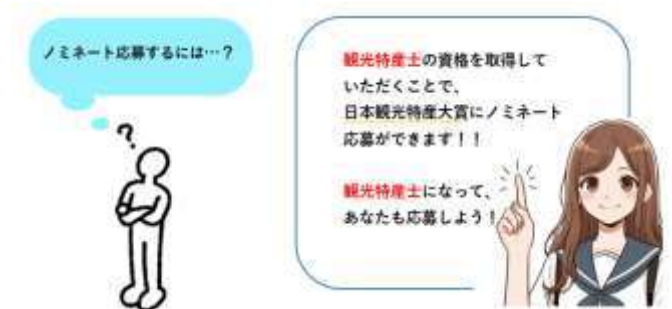 ノミネート応募するには…？
?
観光特産士の資格を取得して
いただくことで、
日本観光特産大賞にノミネート
応募ができます！！
観光特産士になって、
あなたも応募しよう！